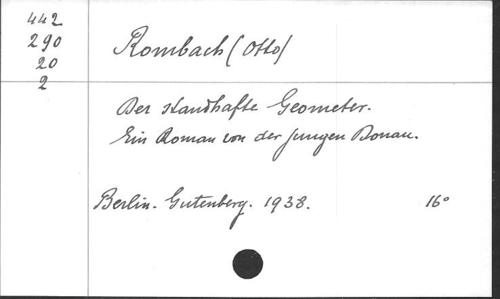 442
290
20
2
Rombach (Otto)
Der standhafte Geometer.
Ein Roman von der jungen Donau.
Berlin. Gutenberg. 1938. 16°